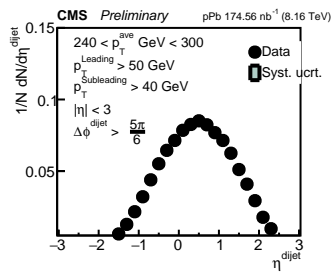 CMS Preliminary pPb 174.56 nb⁻¹ (8.16 TeV)
240 < p_T^ave GeV < 300
p_T^Leading > 50 GeV
p_T^Subleading > 40 GeV
|η| < 3
Δφ^dijet > 5π/6
Data
Syst. ucrt.
1/N dN/dη^dijet
0.15
0.1
0.05
−3 −2 −1 0 1 2 3
η^dijet